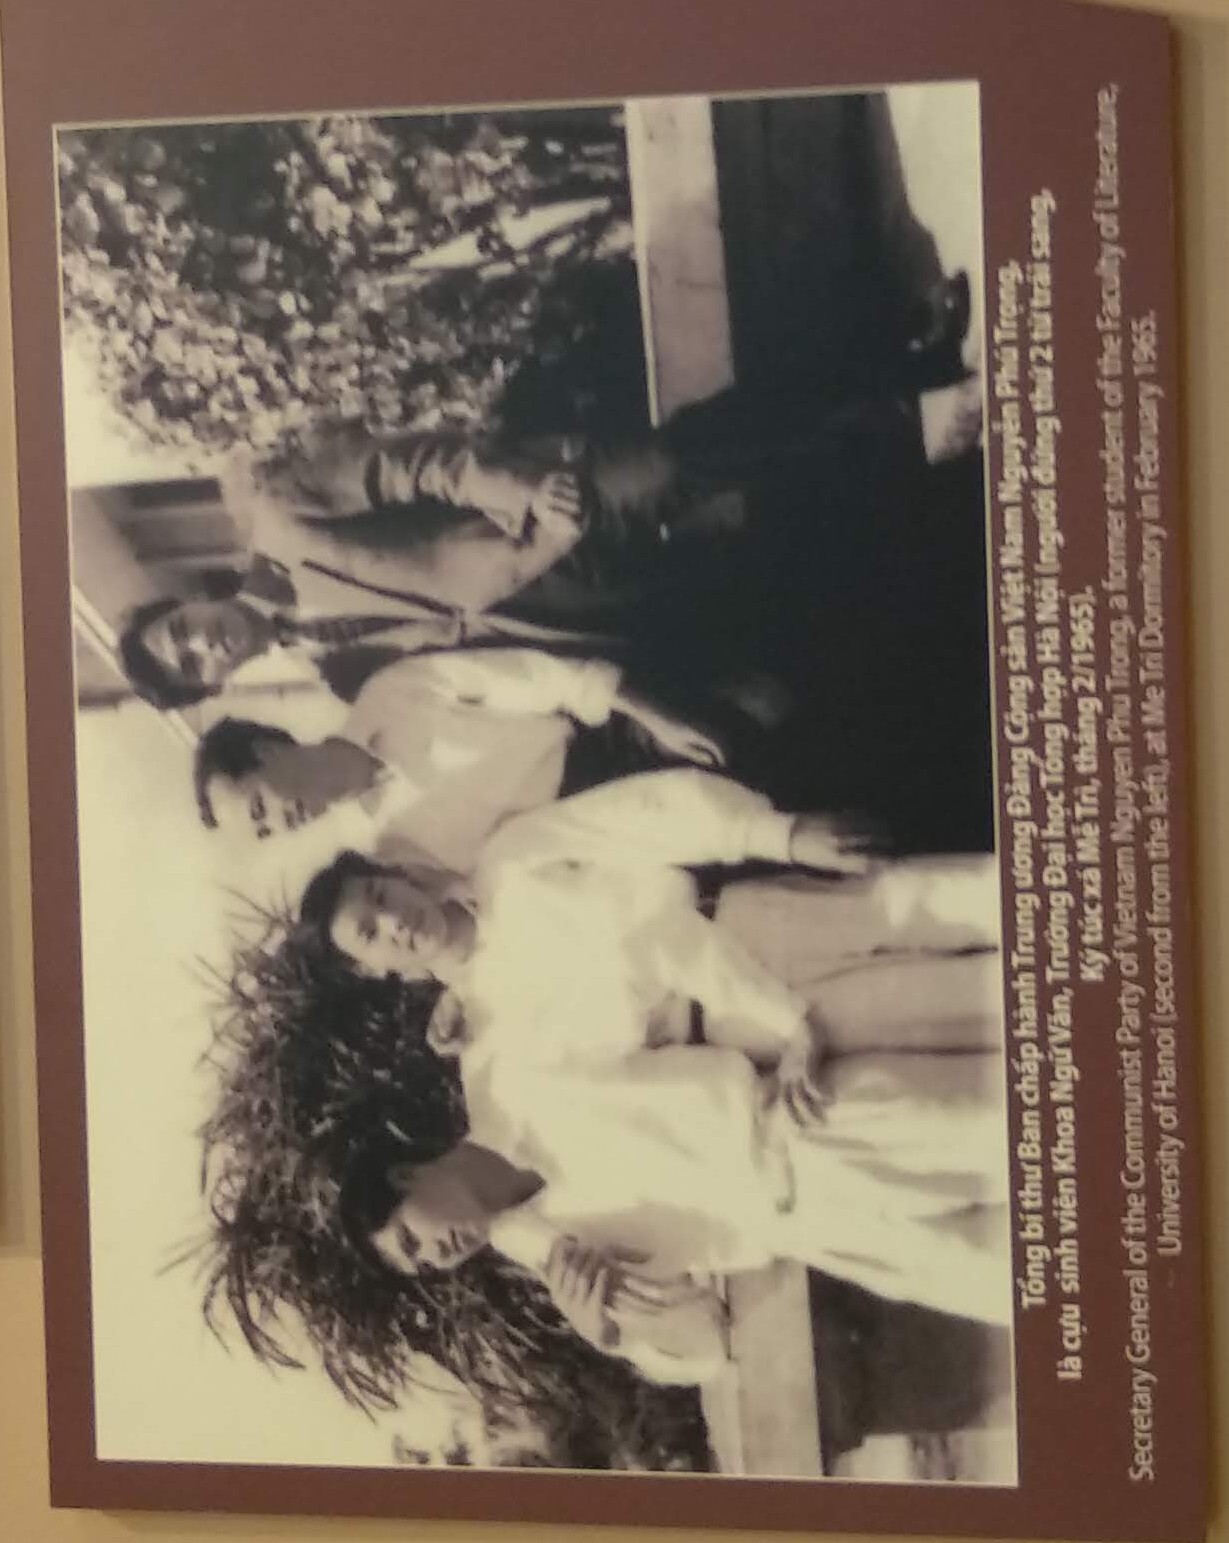 Tổng bí thư Ban chấp hành Trung ương Đảng Cộng sản Việt Nam Nguyễn Phú Trọng,
là cựu sinh viên Khoa Ngữ Văn, Trường Đại học Tổng hợp Hà Nội (người đứng thứ 2 từ trái sang,
Ký túc xá Mễ Trì, tháng 2/1965).
Secretary General of the Communist Party of Vietnam Nguyen Phu Trong, a former student of the Faculty of Literature,
University of Hanoi (second from the left), at Me Tri Dormitory in February 1965.